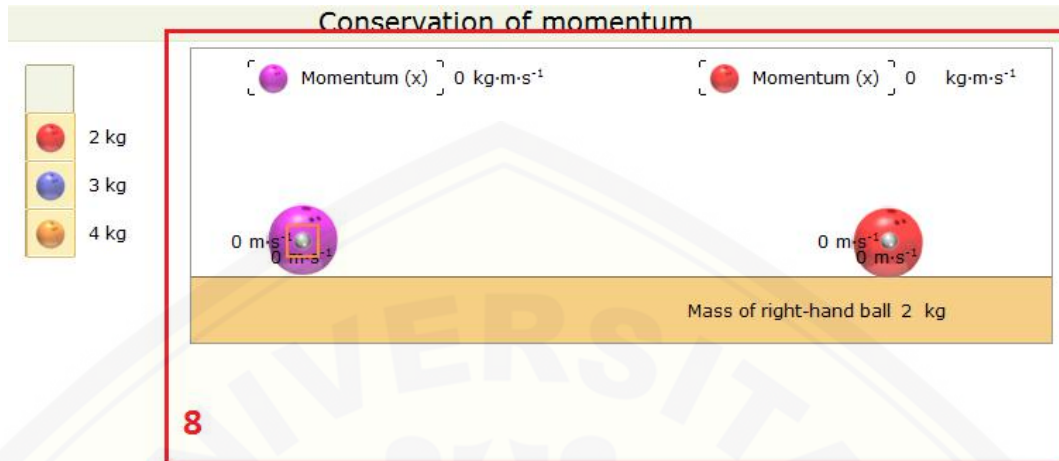 Conservation of momentum
Momentum (x) 0 kg·m·s⁻¹
Momentum (x) 0 kg·m·s⁻¹
2 kg
3 kg
4 kg
0 m·s⁻¹
0 m·s⁻¹
0 m·s⁻¹
0 m·s⁻¹
Mass of right-hand ball 2 kg
8
UNIVERSITA